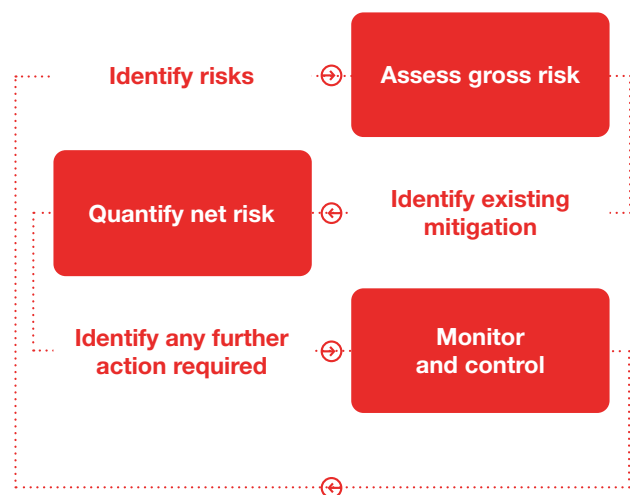 Identify risks
Assess gross risk
Quantify net risk
Identify existing
mitigation
Identify any further
action required
Monitor
and control